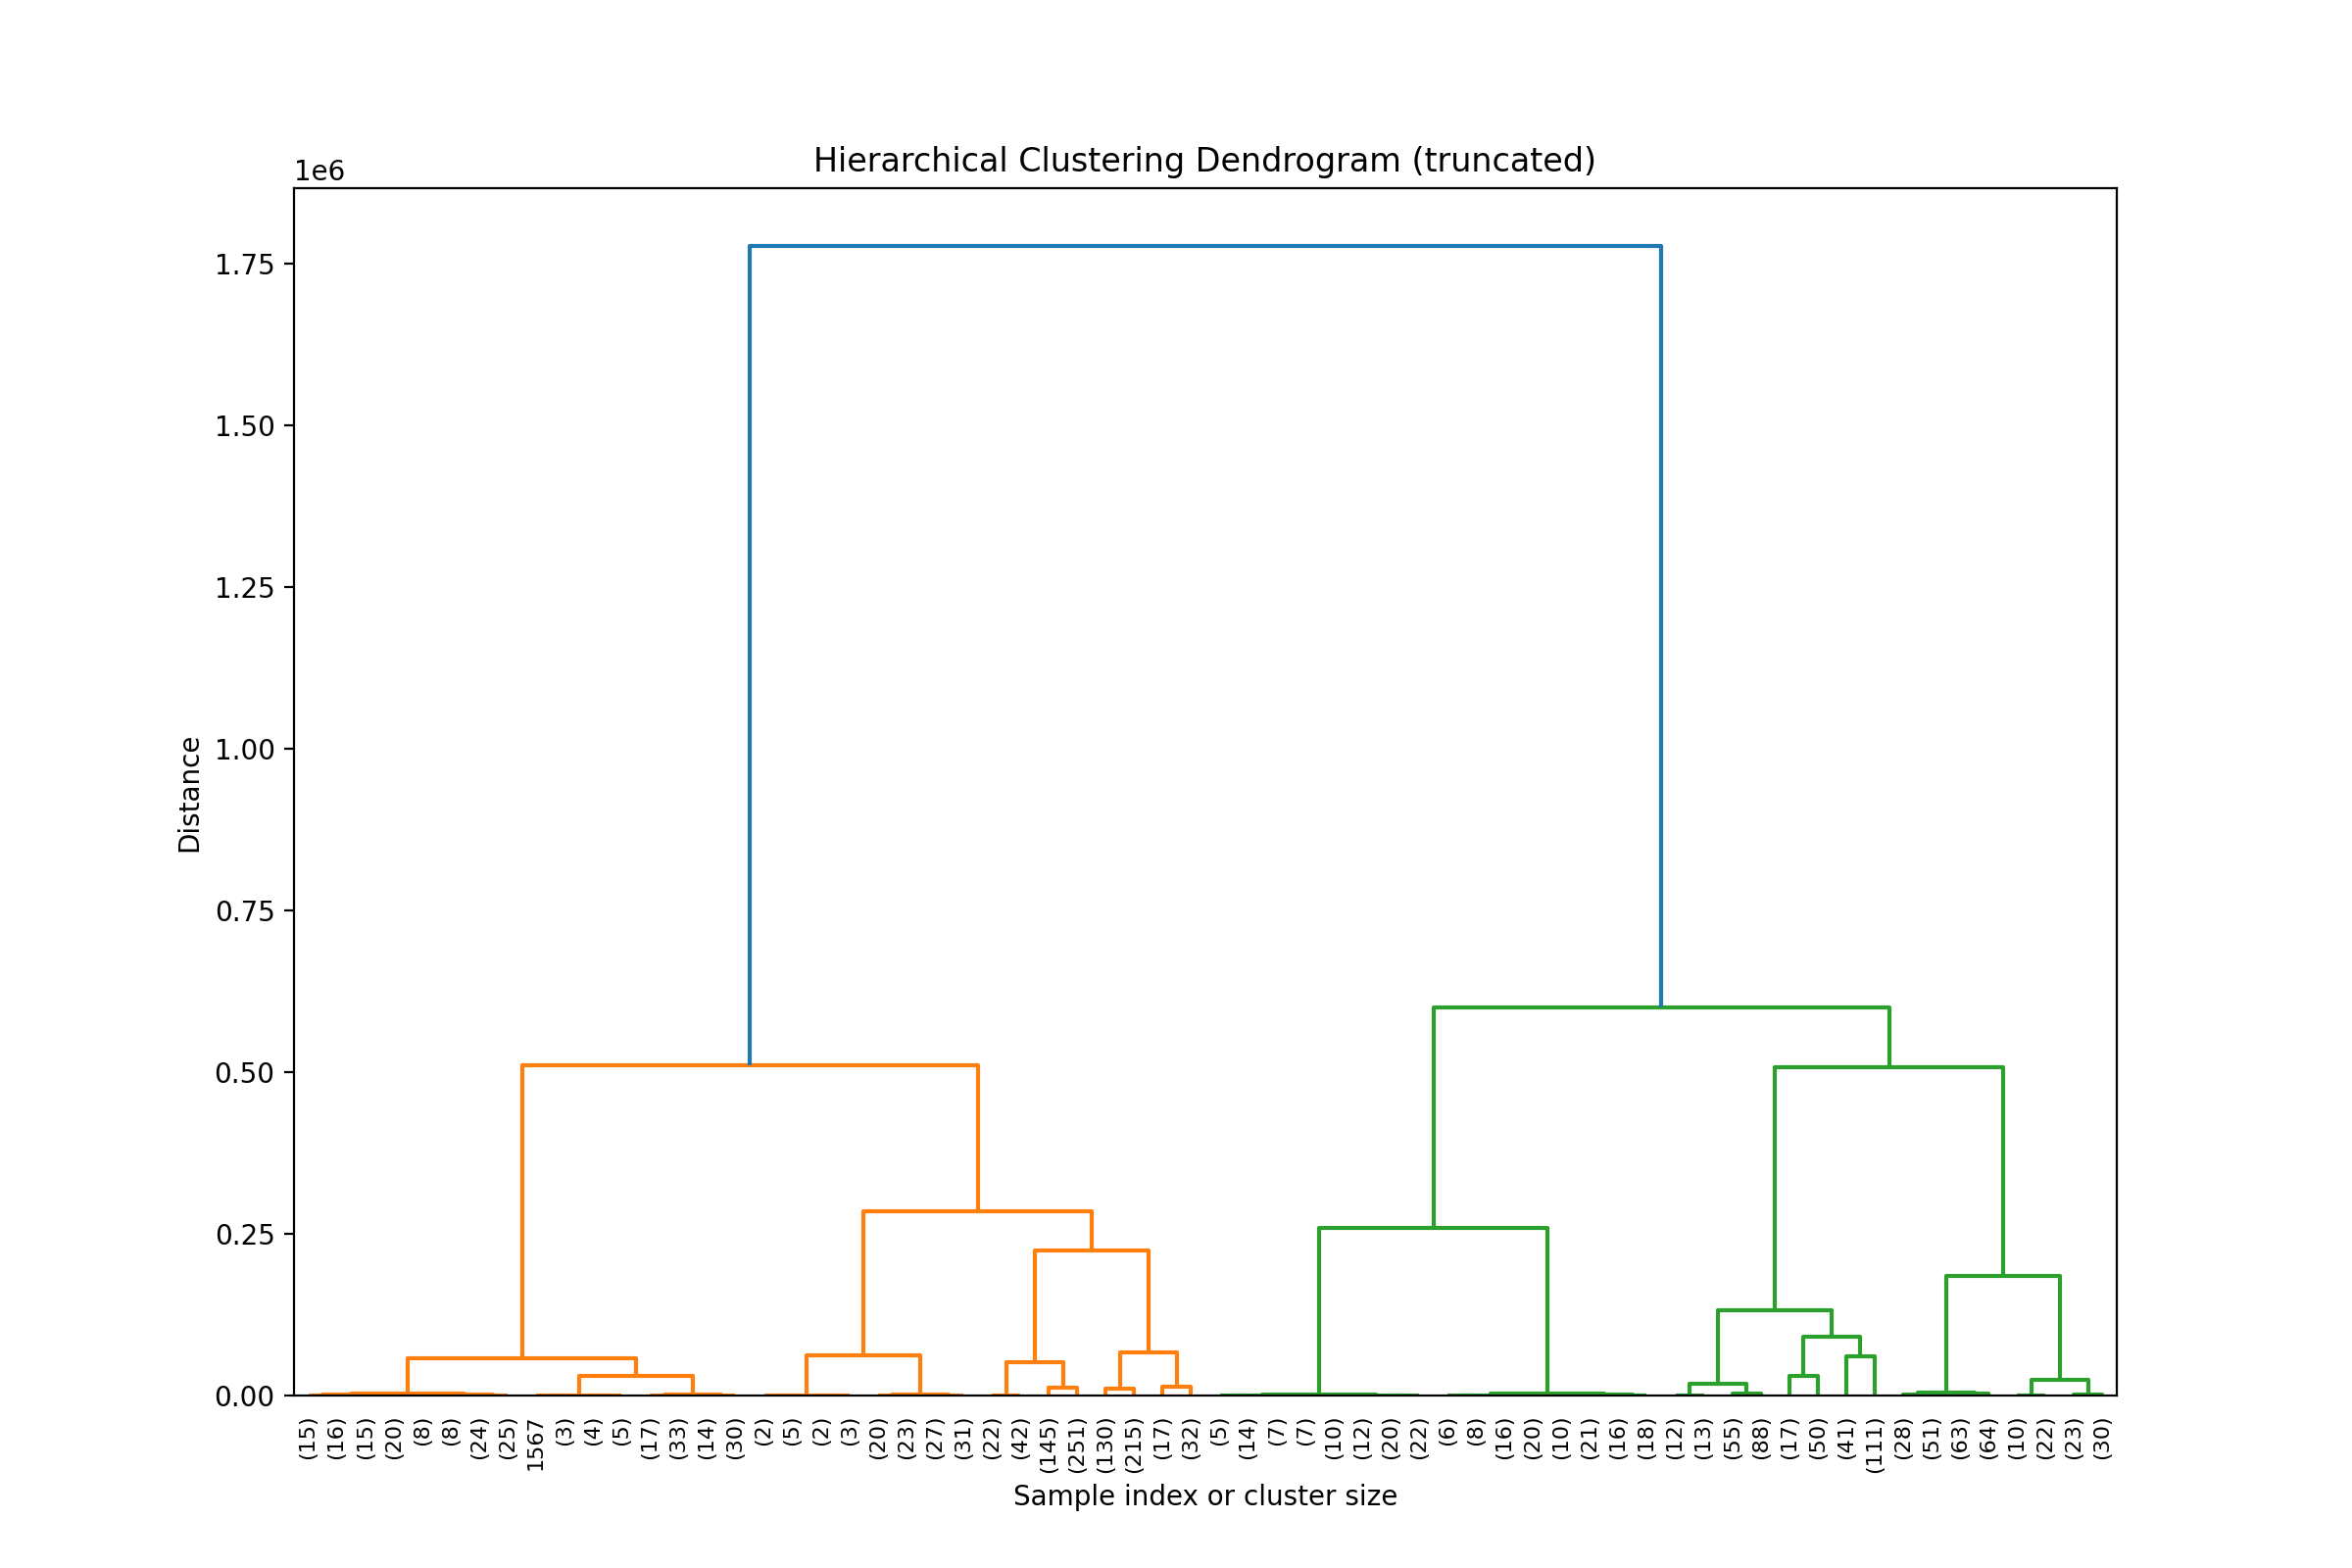 Hierarchical Clustering Dendrogram (truncated)
1e6
1.75
1.50
1.25
1.00
0.75
0.50
0.25
0.00
Distance
(15) (16) (15) (20) (8) (8) (24) (25) 1567 (3) (4) (5) (17) (33) (14) (30) (2) (5) (2) (3) (20) (23) (27) (31) (22) (42) (145) (251) (130) (215) (17) (32) (5) (14) (7) (7) (10) (12) (20) (22) (6) (8) (16) (20) (10) (21) (16) (18) (12) (13) (55) (88) (17) (50) (41) (111) (28) (51) (63) (64) (10) (22) (23) (30)
Sample index or cluster size